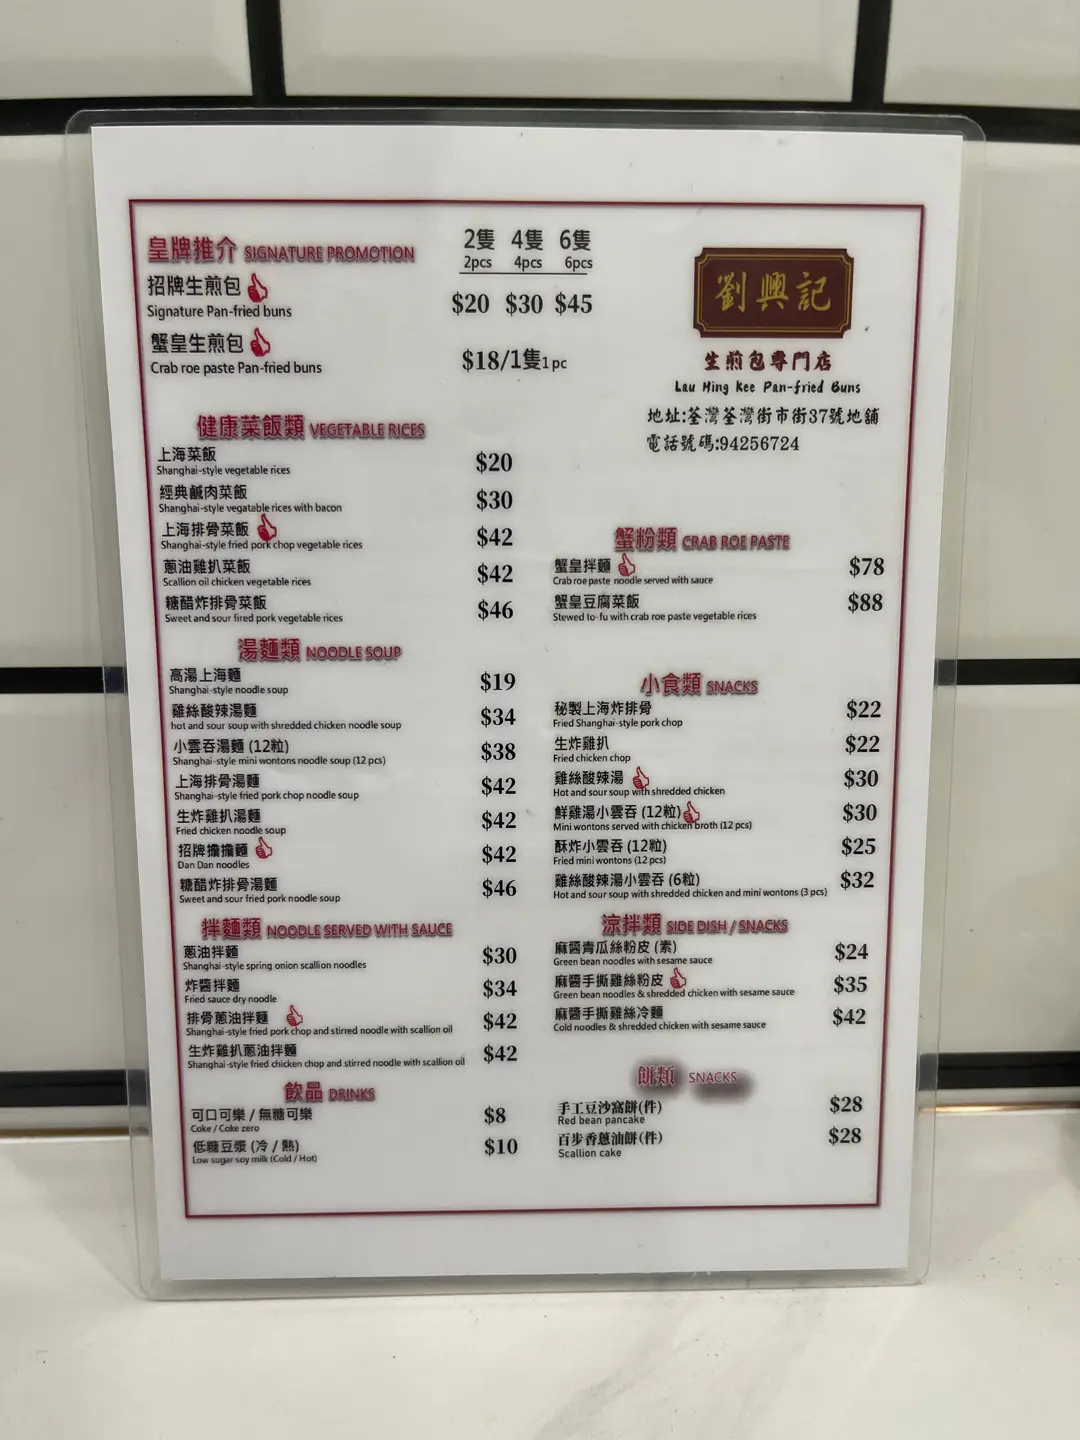 皇牌推介 SIGNATURE PROMOTION
2隻 4隻 6隻
2pcs 4pcs 6pcs
招牌生煎包
Signature Pan-fried buns
$20 $30 $45
蟹皇生煎包
Crab roe paste Pan-fried buns
$18/1隻1pc
劉興記
生煎包專門店
Lau Hing Kee Pan-fried Buns
地址:荃灣荃灣街市街37號地舖
電話號碼:94256724
健康菜飯類 VEGETABLE RICES
上海菜飯 $20
Shanghai-style vegetable rices
經典鹹肉菜飯 $30
Shanghai-style vegatable rices with bacon
上海排骨菜飯 $42
Shanghai-style fried pork chop vegetable rices
蔥油雞扒菜飯 $42
Scallion oil chicken vegetable rices
糖醋炸排骨菜飯 $46
Sweet and sour fired pork vegetable rices
湯麵類 NOODLE SOUP
高湯上海麵 $19
Shanghai-style noodle soup
雞絲酸辣湯麵 $34
hot and sour soup with shredded chicken noodle soup
小雲吞湯麵 (12粒) $38
Shanghai-style mini wontons noodle soup (12 pcs)
上海排骨湯麵 $42
Shanghai-style fried pork chop noodle soup
生炸雞扒湯麵 $42
Fried chicken noodle soup
招牌擔擔麵 $42
Dan Dan noodles
糖醋炸排骨湯麵 $46
Sweet and sour fried pork noodle soup
拌麵類 NOODLE SERVED WITH SAUCE
蔥油拌麵 $30
Shanghai-style spring onion scallion noodles
炸醬拌麵 $34
Fried sauce dry noodle
排骨蔥油拌麵 $42
Shanghai-style fried pork chop and stirred noodle with scallion oil
生炸雞扒蔥油拌麵 $42
Shanghai-style fried chicken chop and stirred noodle with scallion oil
飲品 DRINKS
可口可樂 / 無糖可樂 $8
Coke / Coke zero
低糖豆漿 (冷 / 熱) $10
Low sugar soy milk (Cold / Hot)
蟹粉類 CRAB ROE PASTE
蟹皇拌麵 $78
Crab roe paste noodle served with sauce
蟹皇豆腐菜飯 $88
Stewed to-fu with crab roe paste vegetable rices
小食類 SNACKS
秘製上海炸排骨 $22
Fried Shanghai-style pork chop
生炸雞扒 $22
Fried chicken chop
雞絲酸辣湯 $30
Hot and sour soup with shredded chicken
鮮雞湯小雲吞 (12粒) $30
Mini wontons served with chicken broth (12 pcs)
酥炸小雲吞 (12粒) $25
Fried mini wontons (12 pcs)
雞絲酸辣湯小雲吞 (6粒) $32
Hot and sour soup with shredded chicken and mini wontons (3 pcs)
涼拌類 SIDE DISH / SNACKS
麻醬青瓜絲粉皮 (素) $24
Green bean noodles with sesame sauce
麻醬手撕雞絲粉皮 $35
Green bean noodles & shredded chicken with sesame sauce
麻醬手撕雞絲冷麵 $42
Cold noodles & shredded chicken with sesame sauce
餅類 SNACKS
手工豆沙窩餅(件) $28
Red bean pancake
百步香蔥油餅(件) $28
Scallion cake